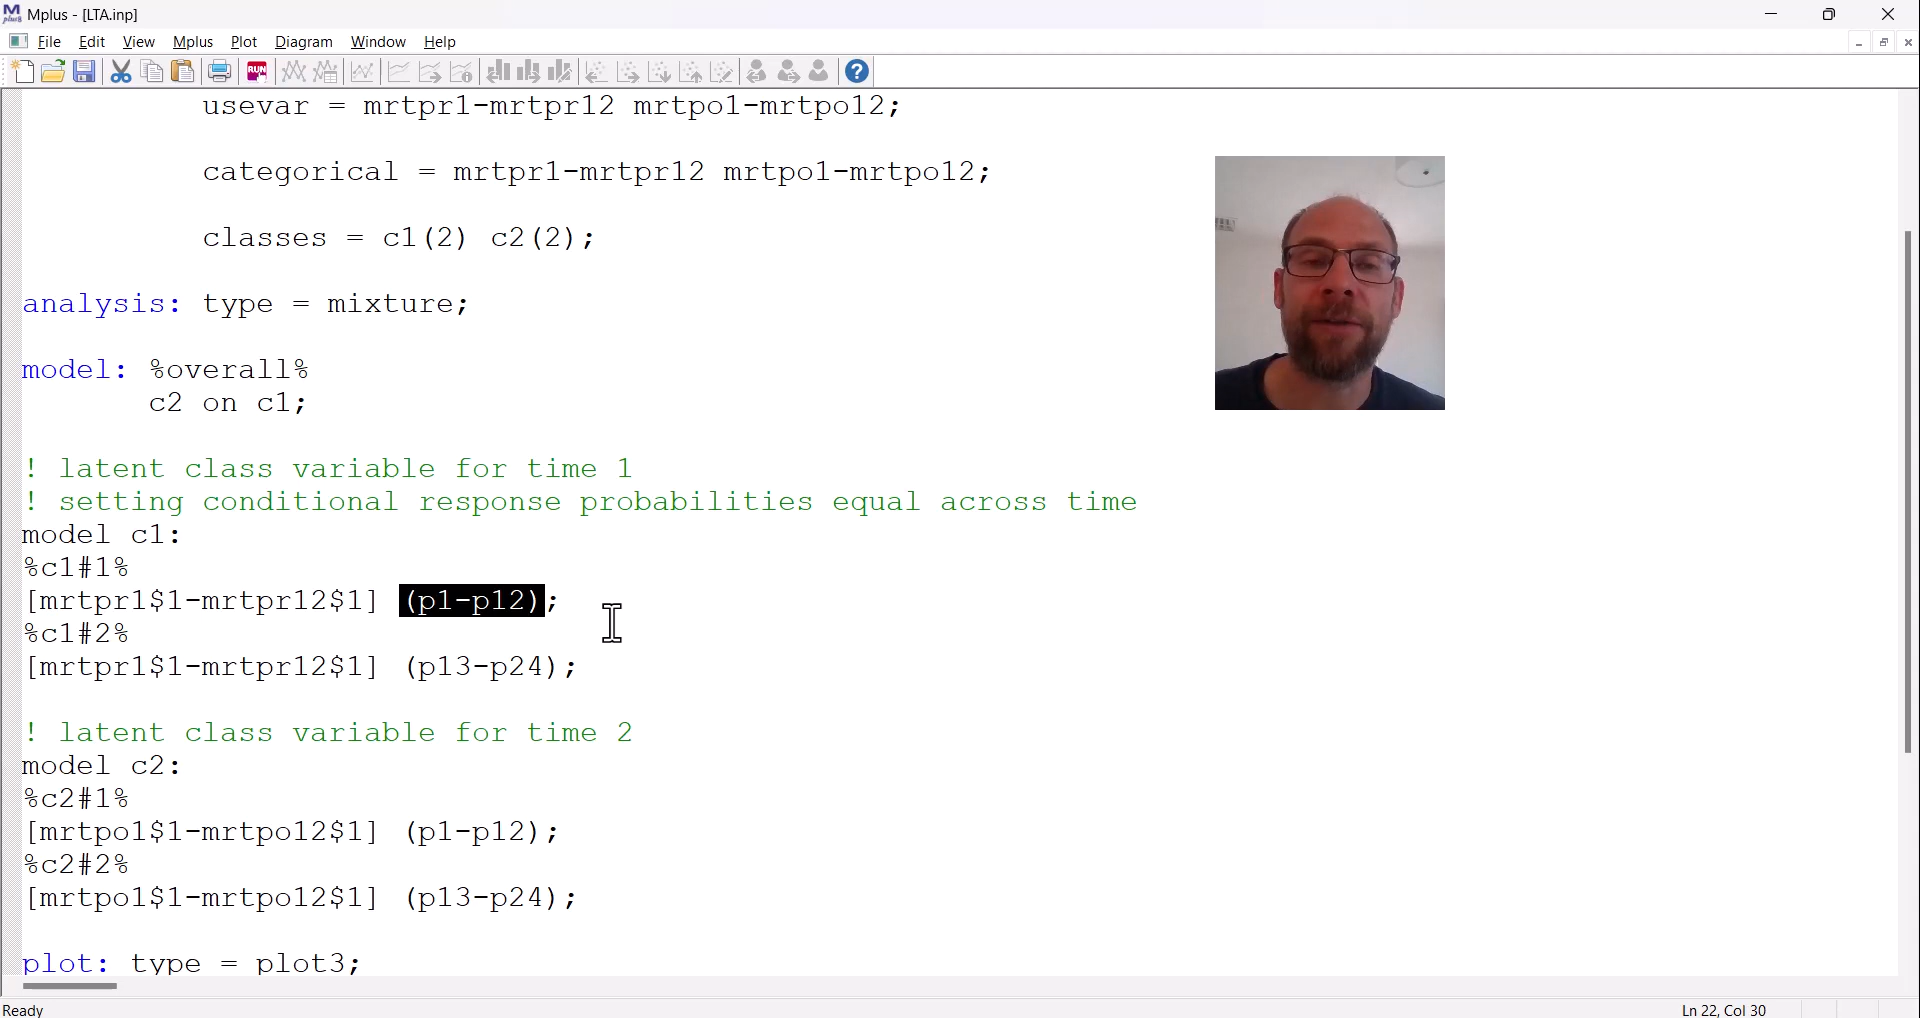 Mplus - [LTA.inp]
File Edit View Mplus Plot Diagram Window Help
RUN
usevar = mrtpr1-mrtpr12 mrtpo1-mrtpo12;
categorical = mrtpr1-mrtpr12 mrtpo1-mrtpo12;
classes = c1(2) c2(2);
analysis: type = mixture;
model: %overall%
c2 on c1;
! latent class variable for time 1
! setting conditional response probabilities equal across time
model c1:
%c1#1%
[mrtpr1$1-mrtpr12$1] (p1-p12);
%c1#2%
[mrtpr1$1-mrtpr12$1] (p13-p24);
! latent class variable for time 2
model c2:
%c2#1%
[mrtpo1$1-mrtpo12$1] (p1-p12);
%c2#2%
[mrtpo1$1-mrtpo12$1] (p13-p24);
plot: type = plot3;
Ready
Ln 22, Col 30